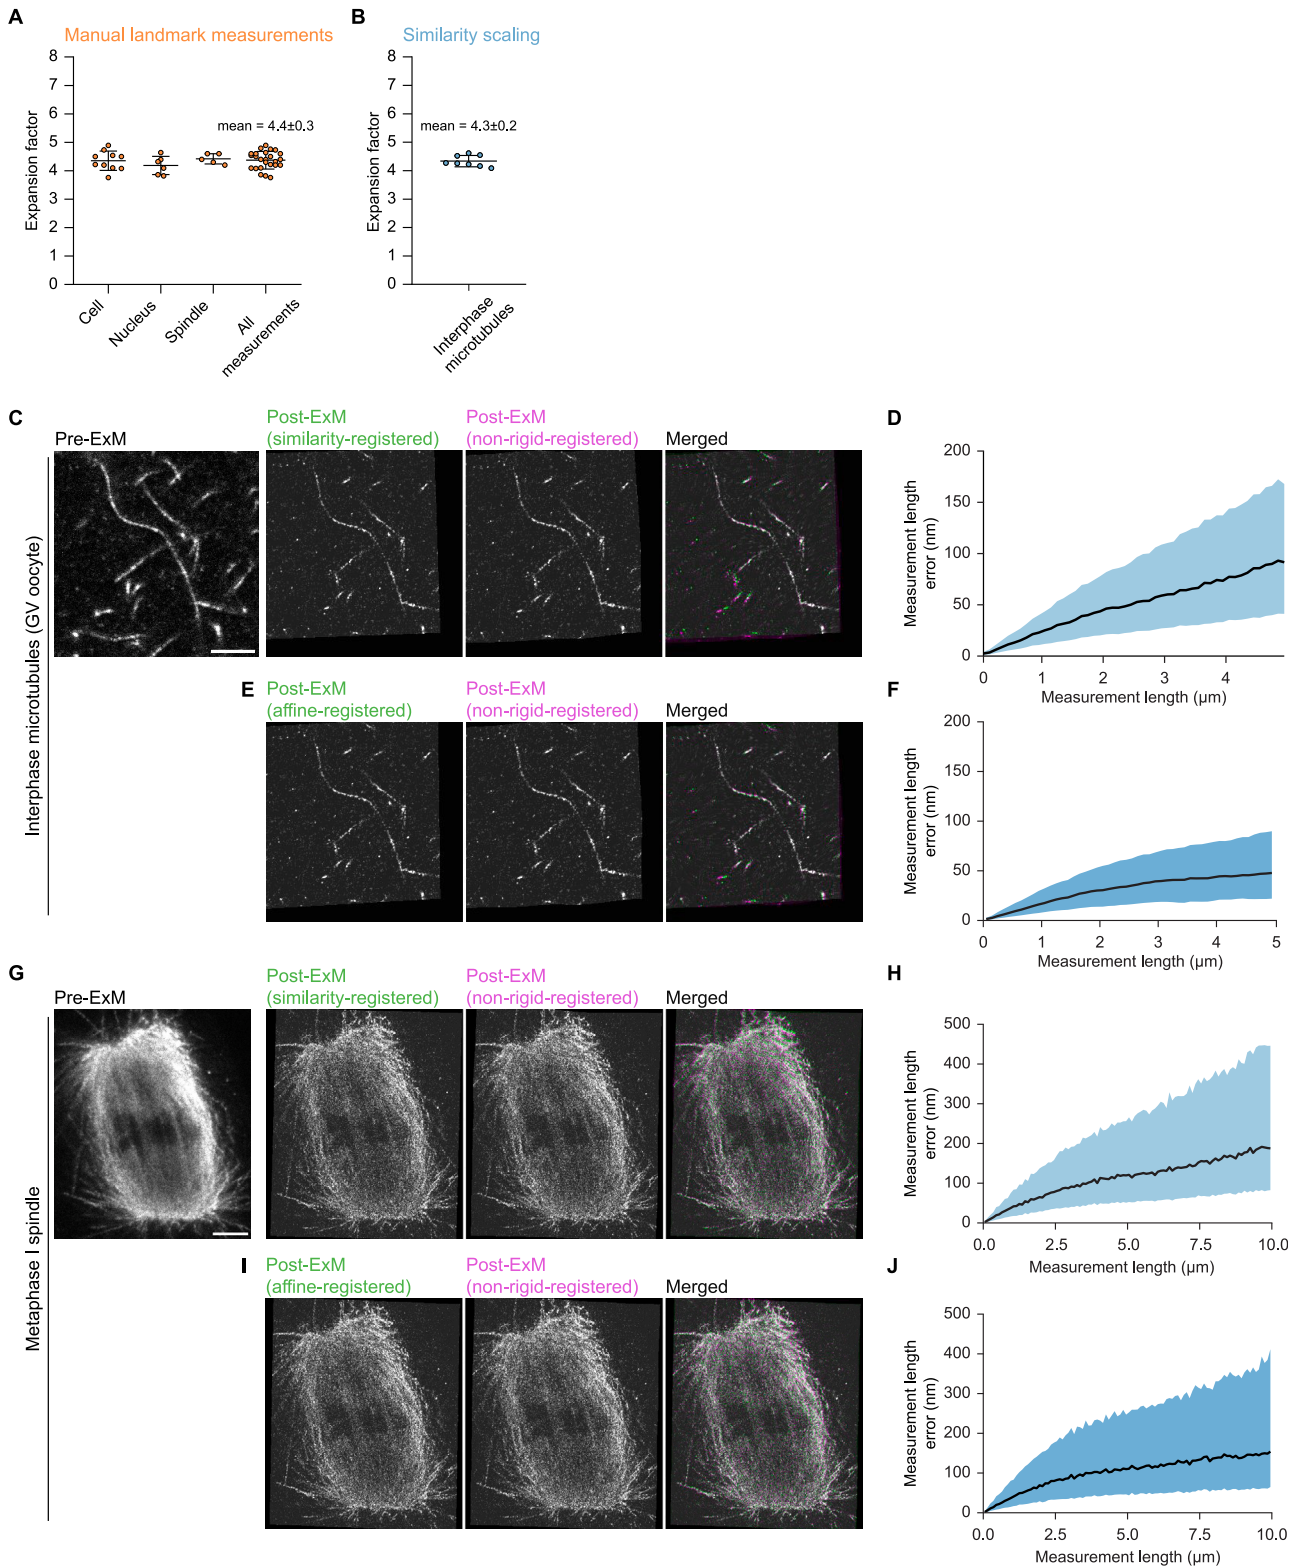 A
Manual landmark measurements
8
7
6
5
4
3
2
1
0
Expansion factor
mean = 4.4±0.3
Cell
Nucleus
Spindle
All
measurements
B
Similarity scaling
8
7
6
5
4
3
2
1
0
Expansion factor
mean = 4.3±0.2
Interphase
microtubules
C
Interphase microtubules (GV oocyte)
Pre-ExM
Post-ExM
(similarity-registered)
Post-ExM
(non-rigid-registered)
Merged
D
200
150
100
50
0
Measurement length
error (nm)
0 1 2 3 4
Measurement length (µm)
E
Post-ExM
(affine-registered)
Post-ExM
(non-rigid-registered)
Merged
F
200
150
100
50
0
Measurement length
error (nm)
0 1 2 3 4 5
Measurement length (µm)
G
Metaphase I spindle
Pre-ExM
Post-ExM
(similarity-registered)
Post-ExM
(non-rigid-registered)
Merged
H
500
400
300
200
100
0
Measurement length
error (nm)
0.0 2.5 5.0 7.5 10.0
Measurement length (µm)
I
Post-ExM
(affine-registered)
Post-ExM
(non-rigid-registered)
Merged
J
500
400
300
200
100
0
Measurement length
error (nm)
0.0 2.5 5.0 7.5 10.0
Measurement length (µm)